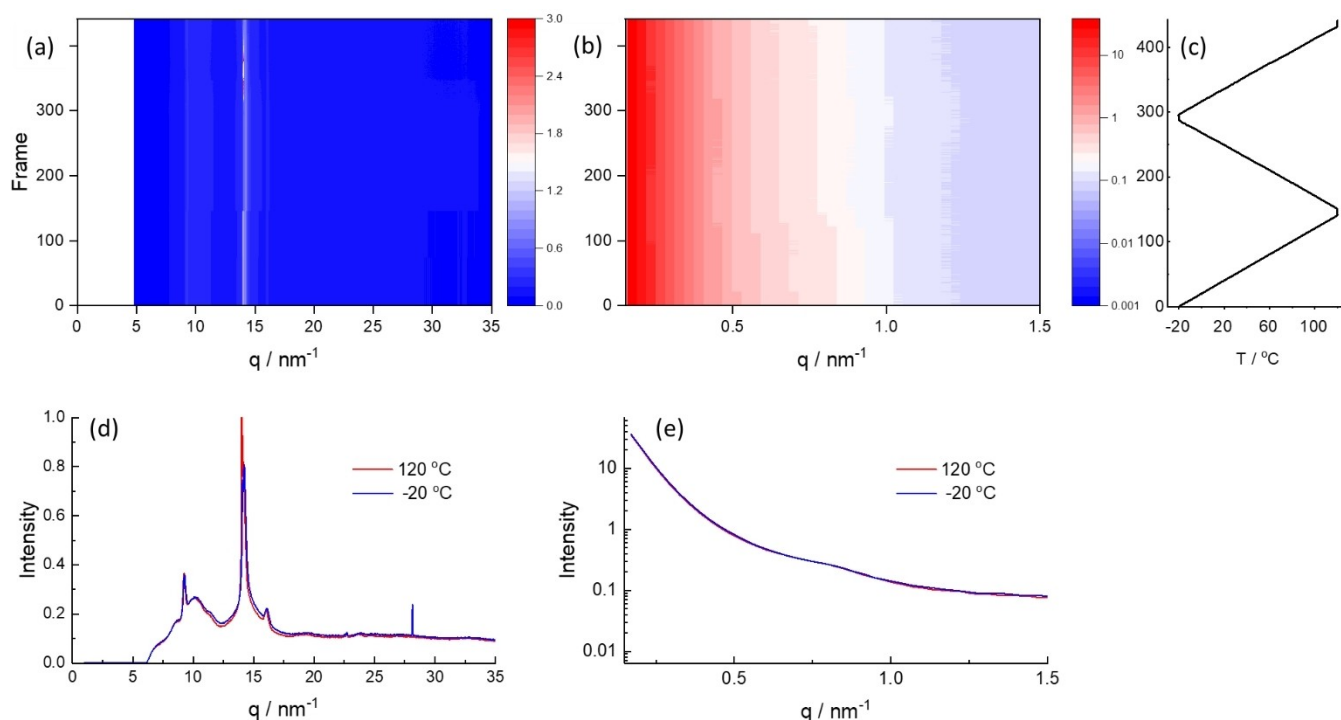 (a)
Frame
400
300
200
100
0
0 5 10 15 20 25 30 35
q / nm⁻¹
3.0
2.4
1.8
1.2
0.6
0.0
(b)
400
300
200
100
0
0.5 1.0 1.5
q / nm⁻¹
10
1
0.1
0.01
0.001
(c)
400
300
200
100
0
-20 20 60 100
T / °C
(d)
Intensity
1.0
0.8
0.6
0.4
0.2
0.0
0 5 10 15 20 25 30 35
q / nm⁻¹
120 °C
-20 °C
(e)
Intensity
10
1
0.1
0.01
0.5 1.0 1.5
q / nm⁻¹
120 °C
-20 °C